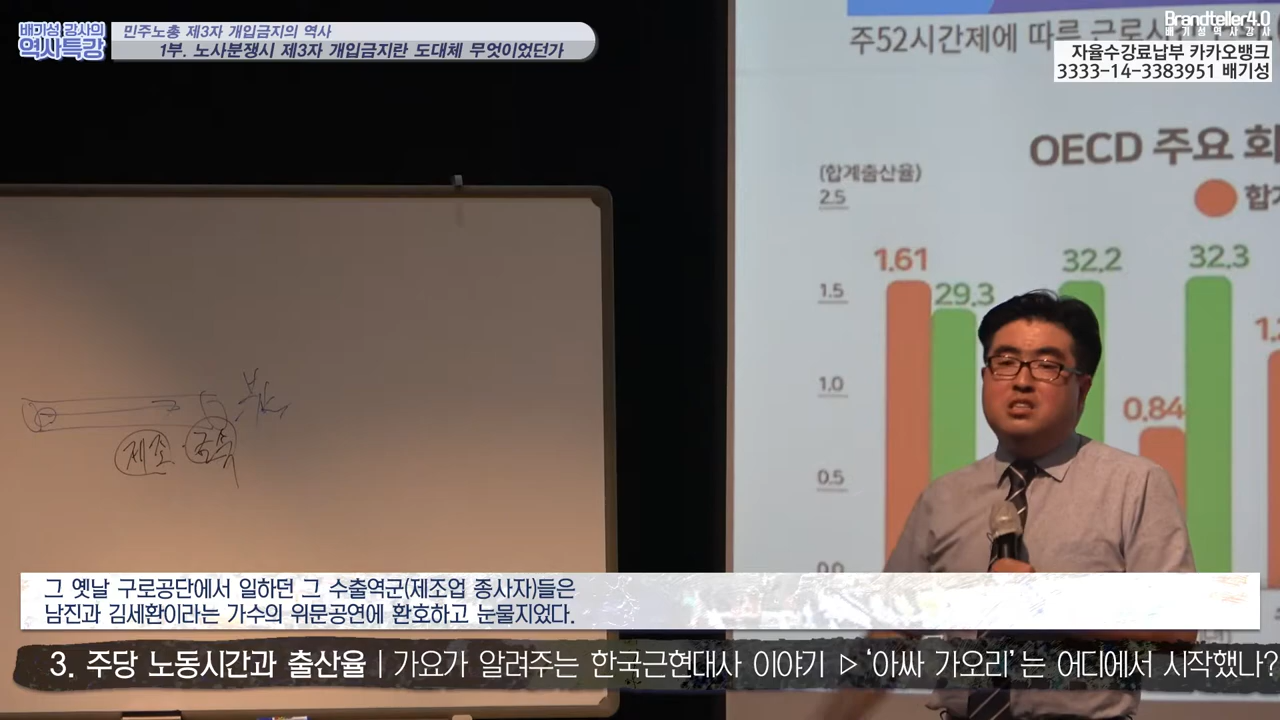 배기성 강사의
역사특강
민주노총 제3자 개입금지의 역사
1부. 노사분쟁시 제3자 개입금지란 도대체 무엇이었던가
Brandteller4.0
배기성역사강사
자율수강료납부 카카오뱅크
3333-14-3383951 배기성
주52시간제에 따른 근로시
OECD 주요 회
(합계출산율)
2.5
1.61
29.3
32.2
32.3
1.5
1.0
0.84
0.5
0.0
제조
그 옛날 구로공단에서 일하던 그 수출역군(제조업 종사자)들은
남진과 김세환이라는 가수의 위문공연에 환호하고 눈물지었다.
3. 주당 노동시간과 출산율 | 가요가 알려주는 한국근현대사 이야기 ▷ ‘아싸 가오리’는 어디에서 시작했나?